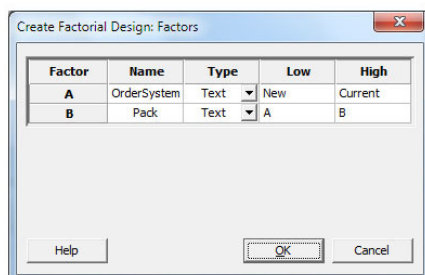 Create Factorial Design: Factors
Factor Name Type Low High
A OrderSystem Text New Current
B Pack Text A B
Help OK Cancel